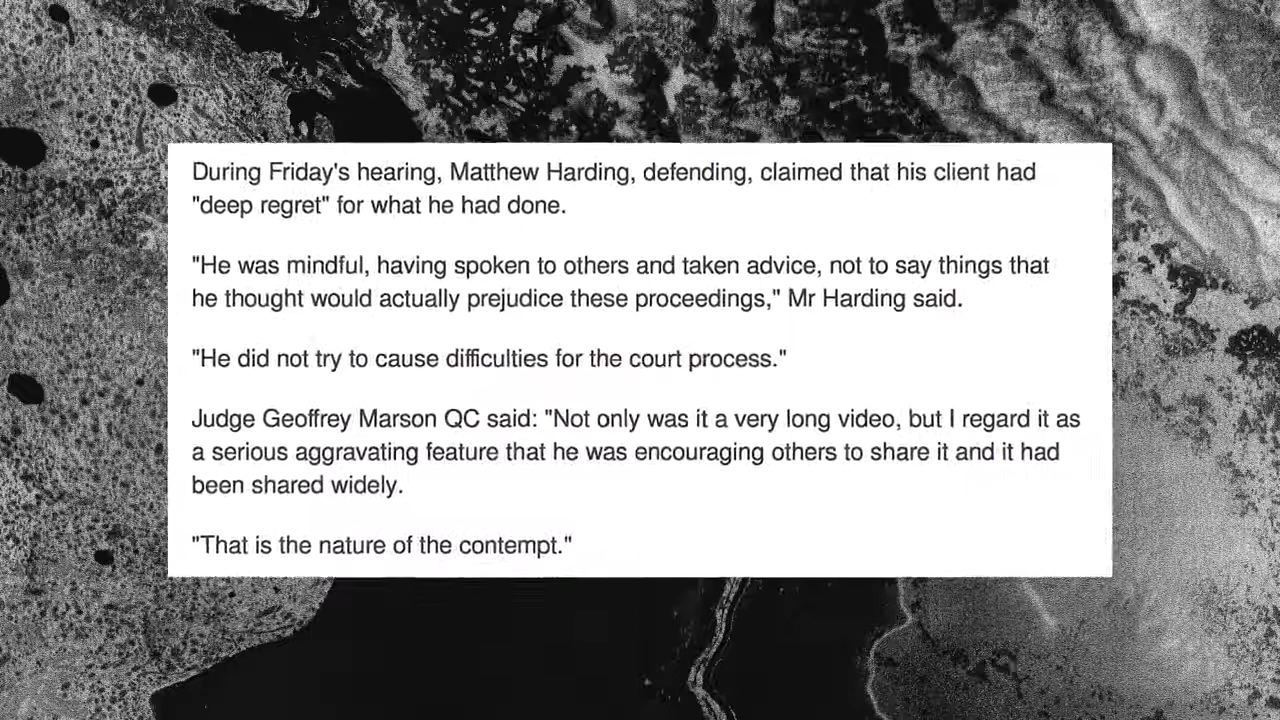 During Friday's hearing, Matthew Harding, defending, claimed that his client had
"deep regret" for what he had done.
"He was mindful, having spoken to others and taken advice, not to say things that
he thought would actually prejudice these proceedings," Mr Harding said.
"He did not try to cause difficulties for the court process."
Judge Geoffrey Marson QC said: "Not only was it a very long video, but I regard it as
a serious aggravating feature that he was encouraging others to share it and it had
been shared widely.
"That is the nature of the contempt."